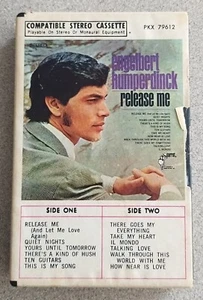 COMPATIBLE STEREO CASSETTE
Playable On Stereo Or Monaural Equipment
PKX 79612
engelbert
humperdinck
release me
SIDE ONE
RELEASE ME
(And Let Me Love
Again)
QUIET NIGHTS
YOURS UNTIL TOMORROW
THERE'S A KIND OF HUSH
TEN GUITARS
THIS IS MY SONG
SIDE TWO
THERE GOES MY
EVERYTHING
TAKE MY HEART
IL MONDO
TALKING LOVE
WALK THROUGH THIS
WORLD WITH ME
HOW NEAR IS LOVE